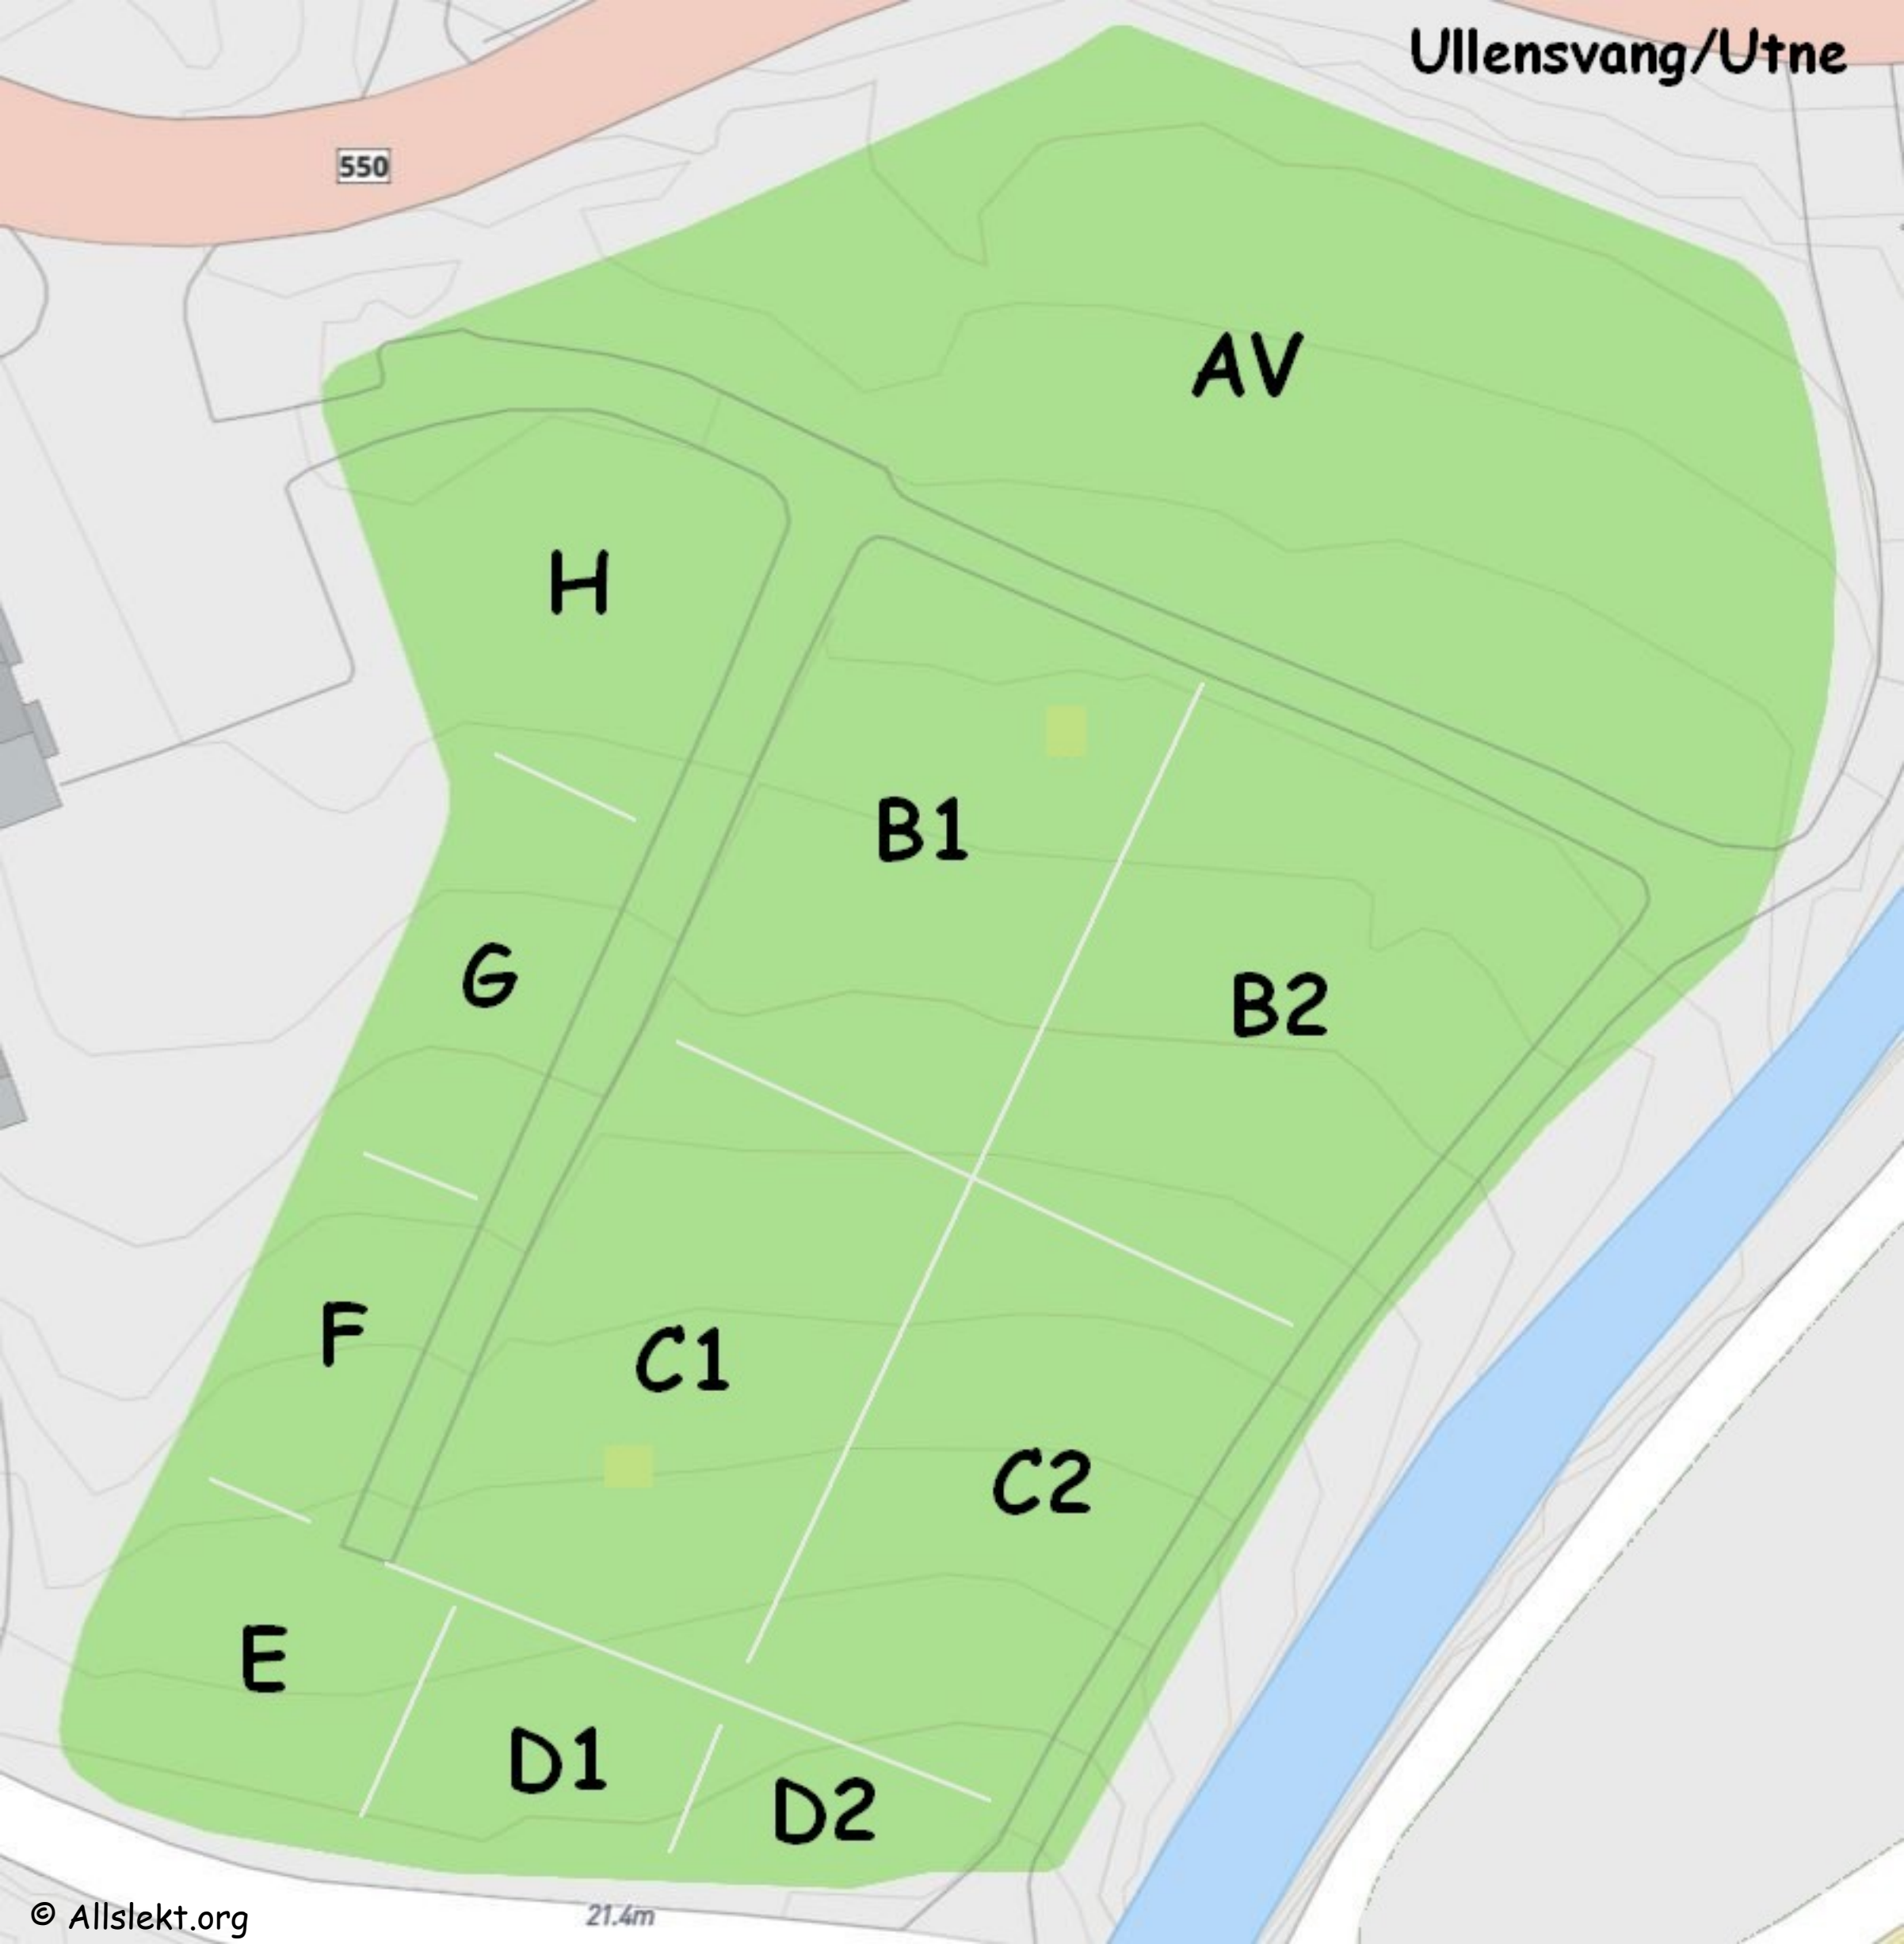 Ullensvang/Utne
550
AV
H
B1
G
B2
F
C1
C2
E
D1
D2
© Allslekt.org
21.4m